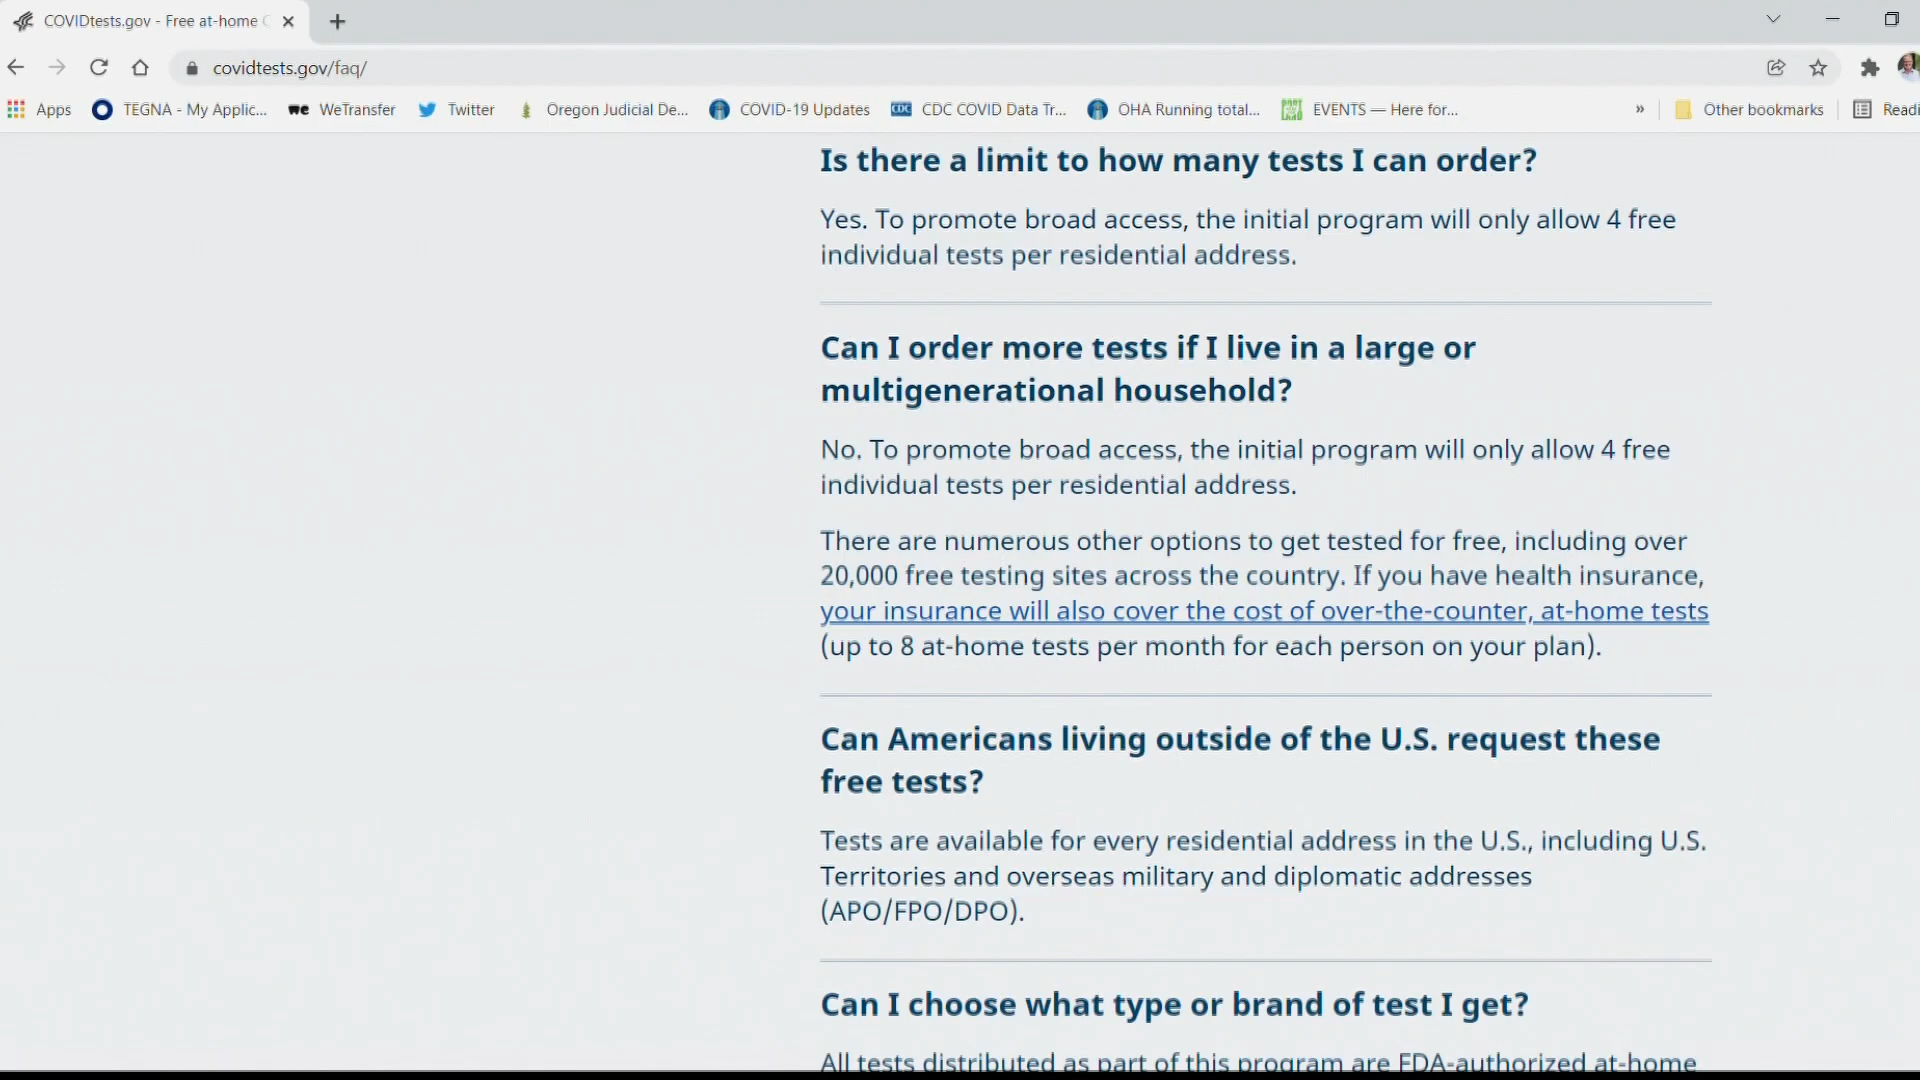 COVIDtests.gov - Free at-home
covidtests.gov/faq/
Apps TEGNA - My Applic... WeTransfer Twitter Oregon Judicial De... COVID-19 Updates CDC CDC COVID Data Tr... OHA Running total... EVENTS — Here for... » Other bookmarks Readi
Is there a limit to how many tests I can order?
Yes. To promote broad access, the initial program will only allow 4 free
individual tests per residential address.
Can I order more tests if I live in a large or
multigenerational household?
No. To promote broad access, the initial program will only allow 4 free
individual tests per residential address.
There are numerous other options to get tested for free, including over
20,000 free testing sites across the country. If you have health insurance,
your insurance will also cover the cost of over-the-counter, at-home tests
(up to 8 at-home tests per month for each person on your plan).
Can Americans living outside of the U.S. request these
free tests?
Tests are available for every residential address in the U.S., including U.S.
Territories and overseas military and diplomatic addresses
(APO/FPO/DPO).
Can I choose what type or brand of test I get?
All tests distributed as part of this program are FDA-authorized at-home